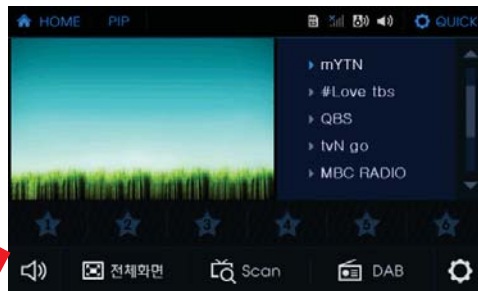 HOME PIP QUICK
mYTN
#Love tbs
QBS
tvN go
MBC RADIO
1 2 3 4 5 6
전체화면 Scan DAB